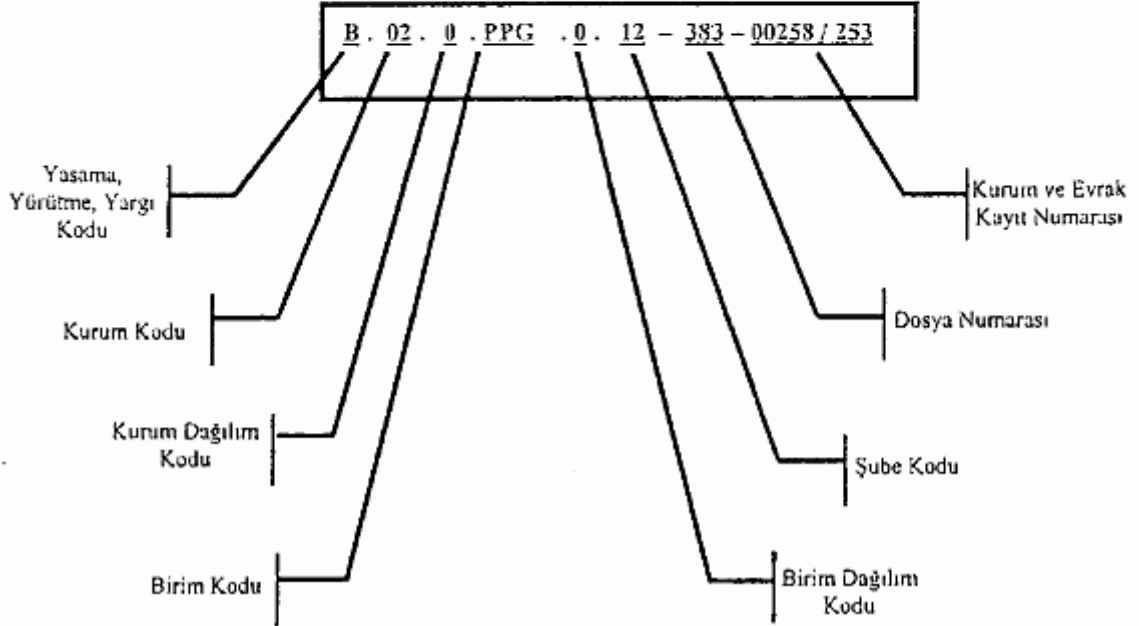 B . 02 . 0 . PPG . 0 . 12 – 383 – 00258 / 253
Yasama,
Yürütme, Yargı
Kodu
Kurum ve Evrak
Kayıt Numarası
Kurum Kodu
Dosya Numarası
Kurum Dağılım
Kodu
Şube Kodu
Birim Kodu
Birim Dağılım
Kodu